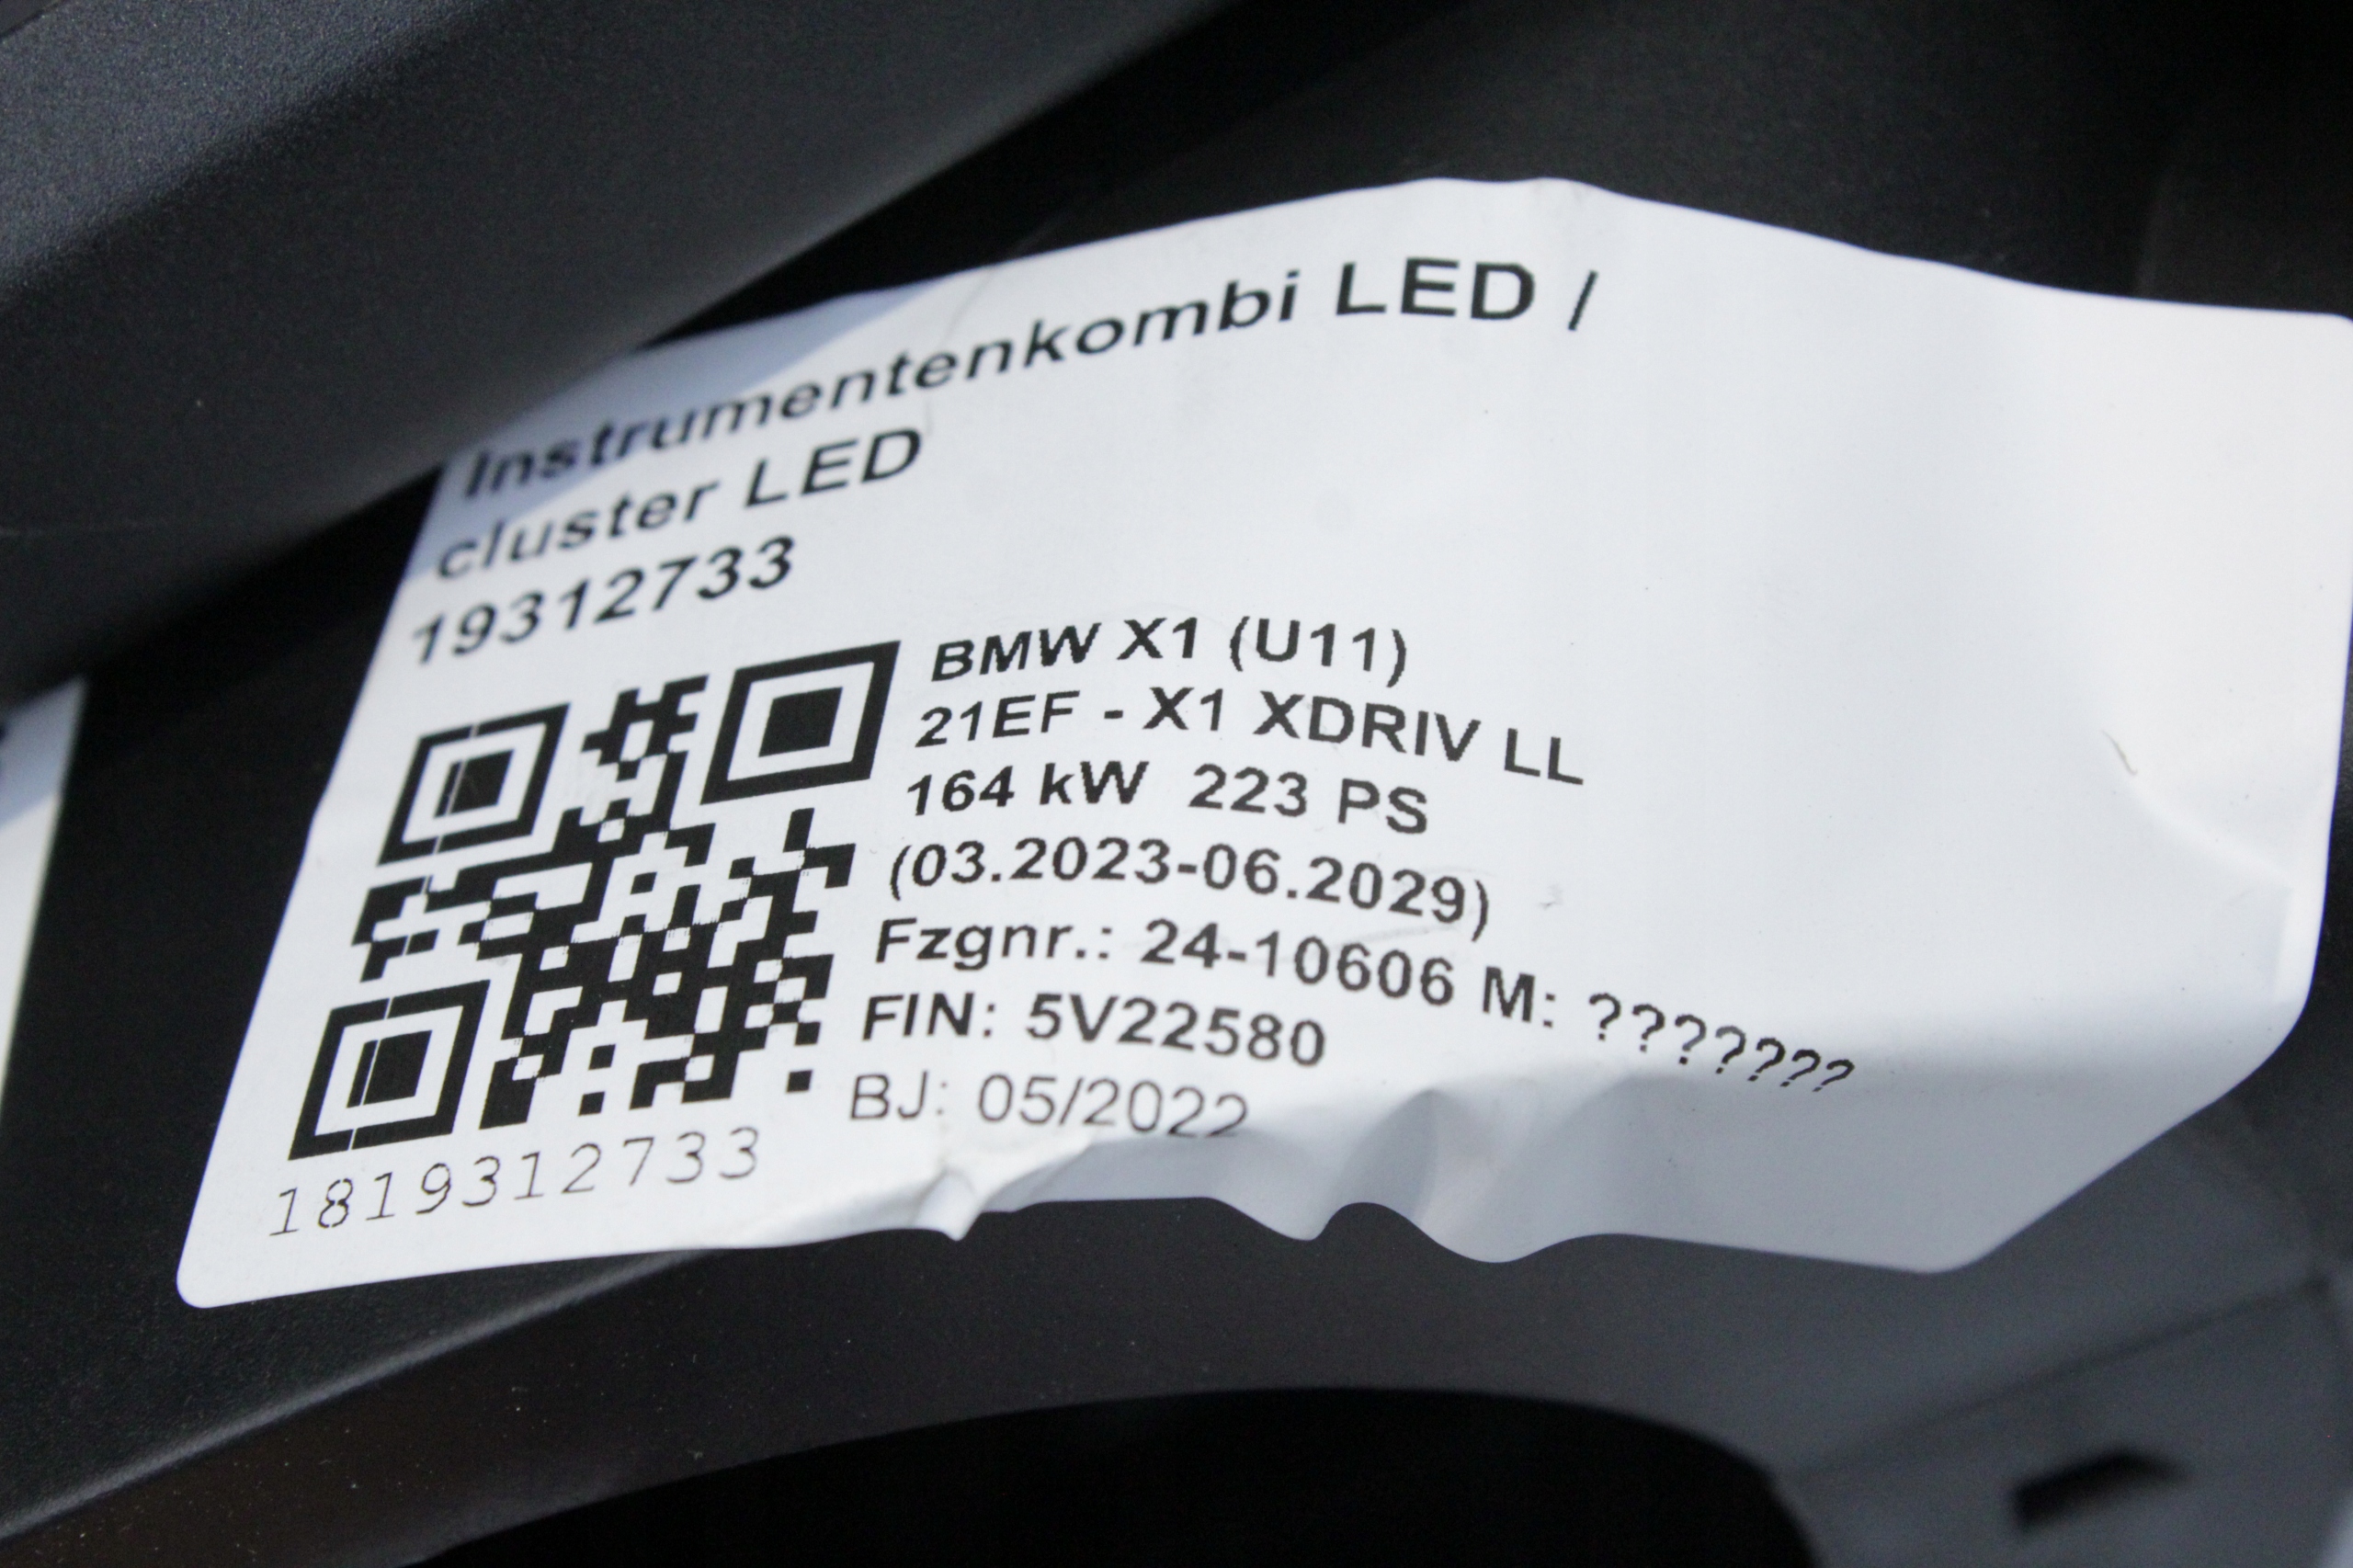 Instrumentenkombi LED /
cluster LED
19312733
BMW X1 (U11)
21EF - X1 XDRIV LL
164 kW 223 PS
(03.2023-06.2029)
Fzgnr.: 24-10606 M: ???????
FIN: 5V22580
BJ: 05/2022
1819312733